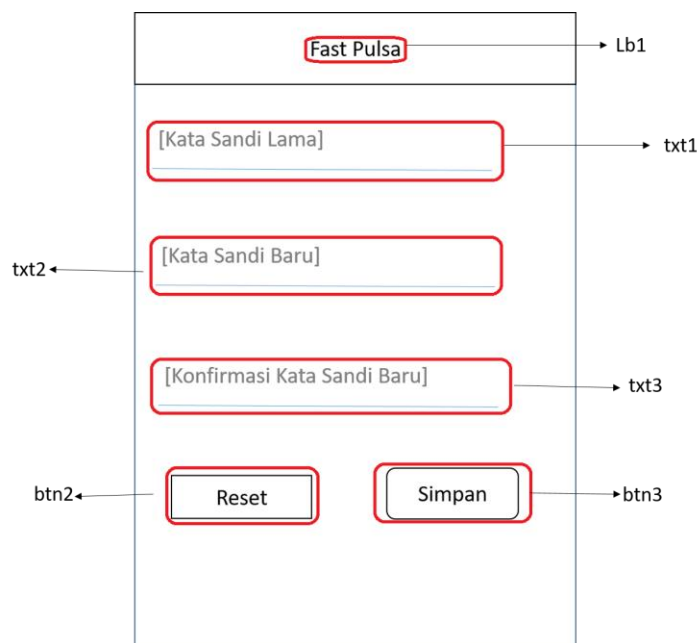 Fast Pulsa
Lb1
[Kata Sandi Lama]
txt1
[Kata Sandi Baru]
txt2
[Konfirmasi Kata Sandi Baru]
txt3
btn2
Reset
Simpan
btn3